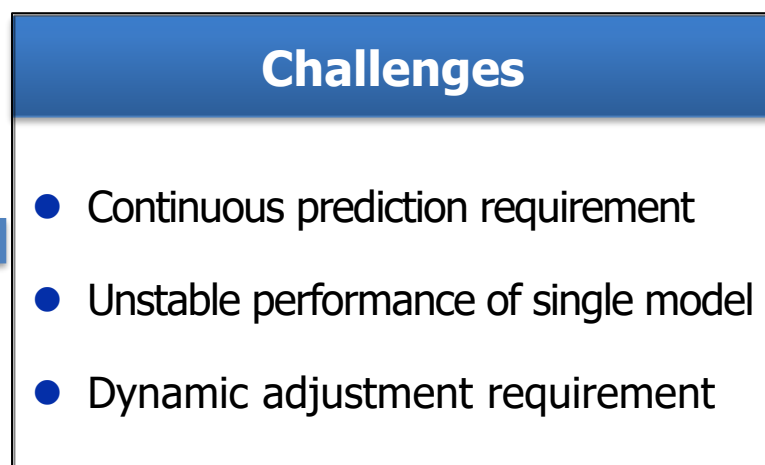 Challenges
Continuous prediction requirement
Unstable performance of single model
Dynamic adjustment requirement